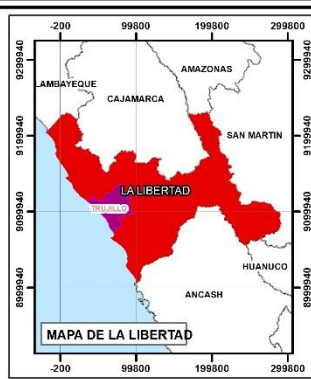 -200 99800 199800 299800
9299940 9299940
AMAZONAS
LAMBAYEQUE
CAJAMARCA
9199940 9199940
SAN MARTIN
LA LIBERTAD
TRUJILLO
9099940 9099940
HUANUCO
8999940 8999940
ANCASH
MAPA DE LA LIBERTAD
-200 99800 199800 299800